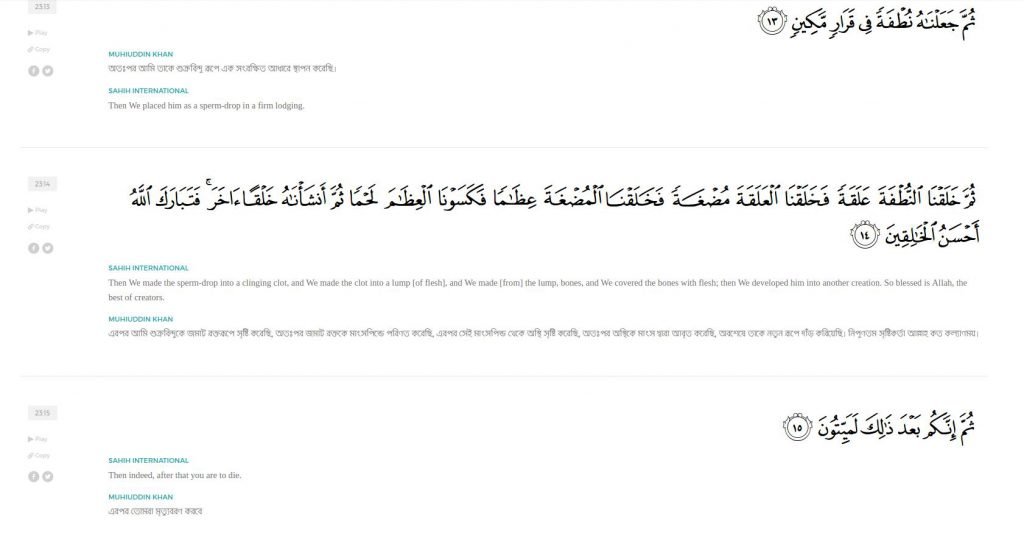 23:13
ثُمَّ جَعَلْنَٰهُ نُطْفَةً فِى قَرَارٍ مَّكِينٍ ١٣
Play
Copy
MUHIUDDIN KHAN
অতঃপর আমি তাকে শুক্রবিন্দু রূপে এক সংরক্ষিত আধারে স্থাপন করেছি।
SAHIH INTERNATIONAL
Then We placed him as a sperm-drop in a firm lodging.
23:14
ثُمَّ خَلَقْنَا ٱلنُّطْفَةَ عَلَقَةً فَخَلَقْنَا ٱلْعَلَقَةَ مُضْغَةً فَخَلَقْنَا ٱلْمُضْغَةَ عِظَٰمًا فَكَسَوْنَا ٱلْعِظَٰمَ لَحْمًا ثُمَّ أَنشَأْنَٰهُ خَلْقًا ءَاخَرَ ۚ فَتَبَارَكَ ٱللَّهُ
أَحْسَنُ ٱلْخَٰلِقِينَ ١٤
Play
Copy
SAHIH INTERNATIONAL
Then We made the sperm-drop into a clinging clot, and We made the clot into a lump [of flesh], and We made [from] the lump, bones, and We covered the bones with flesh; then We developed him into another creation. So blessed is Allah, the
best of creators.
MUHIUDDIN KHAN
এরপর আমি শুক্রবিন্দুকে জমাট রক্তরূপে সৃষ্টি করেছি, অতঃপর জমাট রক্তকে মাংসপিন্ডে পরিণত করেছি, এরপর সেই মাংসপিন্ড থেকে অস্থি সৃষ্টি করেছি, অতঃপর অস্থিকে মাংস দ্বারা আবৃত করেছি, অবশেষে তাকে নতুন রূপে দাঁড় করিয়েছি। নিপুণতম সৃষ্টিকর্তা আল্লাহ কত কল্যাণময়।
23:15
ثُمَّ إِنَّكُم بَعْدَ ذَٰلِكَ لَمَيِّتُونَ ١٥
Play
Copy
SAHIH INTERNATIONAL
Then indeed, after that you are to die.
MUHIUDDIN KHAN
এরপর তোমরা মৃত্যুবরণ করবে